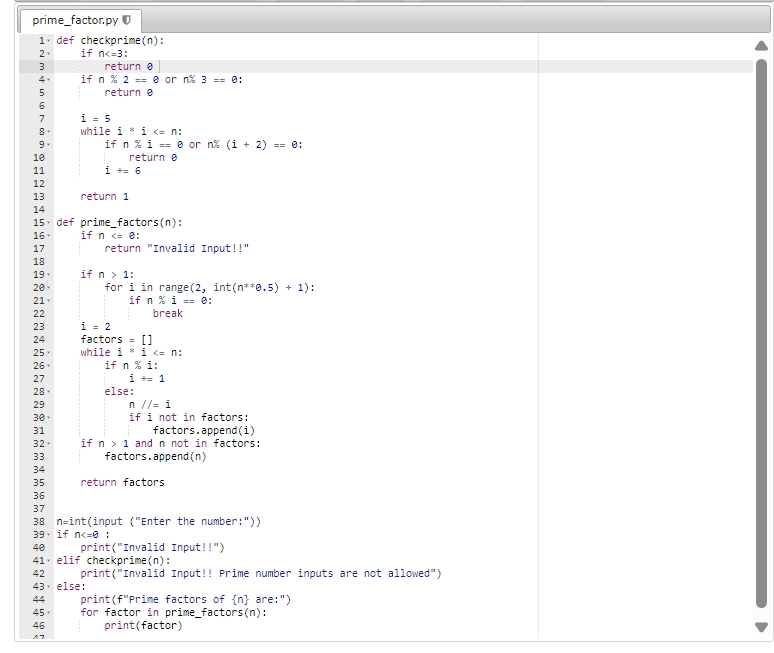 prime_factor.py
1 def checkprime(n):
2     if n<=3:
3         return 0
4     if n % 2 == 0 or n% 3 == 0:
5         return 0
6
7     i = 5
8     while i * i <= n:
9         if n % i == 0 or n% (i + 2) == 0:
10             return 0
11         i += 6
12
13     return 1
14
15 def prime_factors(n):
16     if n <= 0:
17         return "Invalid Input!!"
18
19     if n > 1:
20         for i in range(2, int(n**0.5) + 1):
21             if n % i == 0:
22                 break
23     i = 2
24     factors = []
25     while i * i <= n:
26         if n % i:
27             i += 1
28         else:
29             n //= i
30             if i not in factors:
31                 factors.append(i)
32     if n > 1 and n not in factors:
33         factors.append(n)
34
35     return factors
36
37
38 n=int(input ("Enter the number:"))
39 if n<=0 :
40     print("Invalid Input!!")
41 elif checkprime(n):
42     print("Invalid Input!! Prime number inputs are not allowed")
43 else:
44     print(f"Prime factors of {n} are:")
45     for factor in prime_factors(n):
46         print(factor)
47